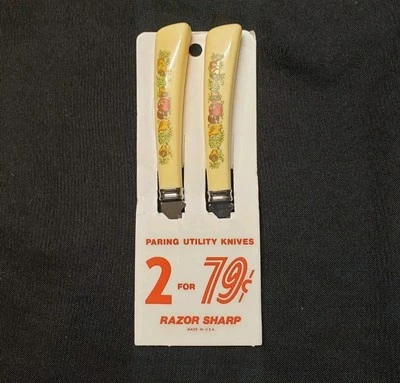 PARING UTILITY KNIVES
2 FOR 79¢
RAZOR SHARP
MADE IN U.S.A.